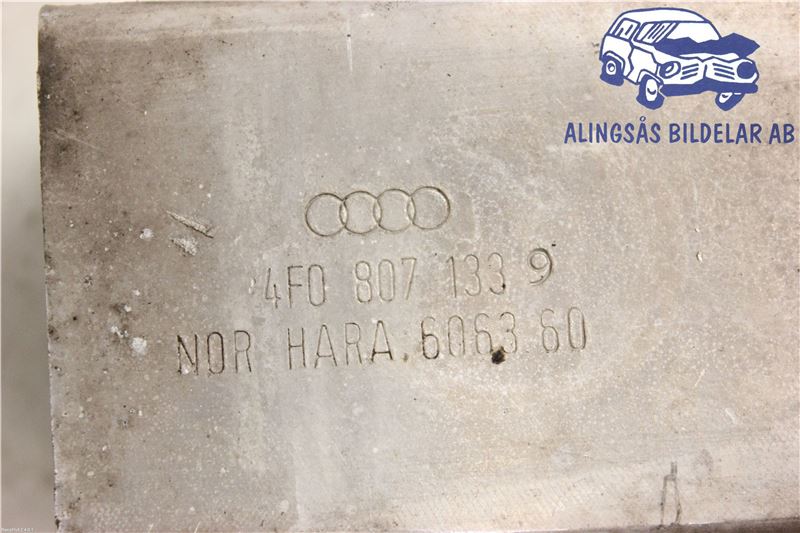 ALINGSÅS BILDELAR AB
4F0 807 133 9
NOR HARA. 6063 60